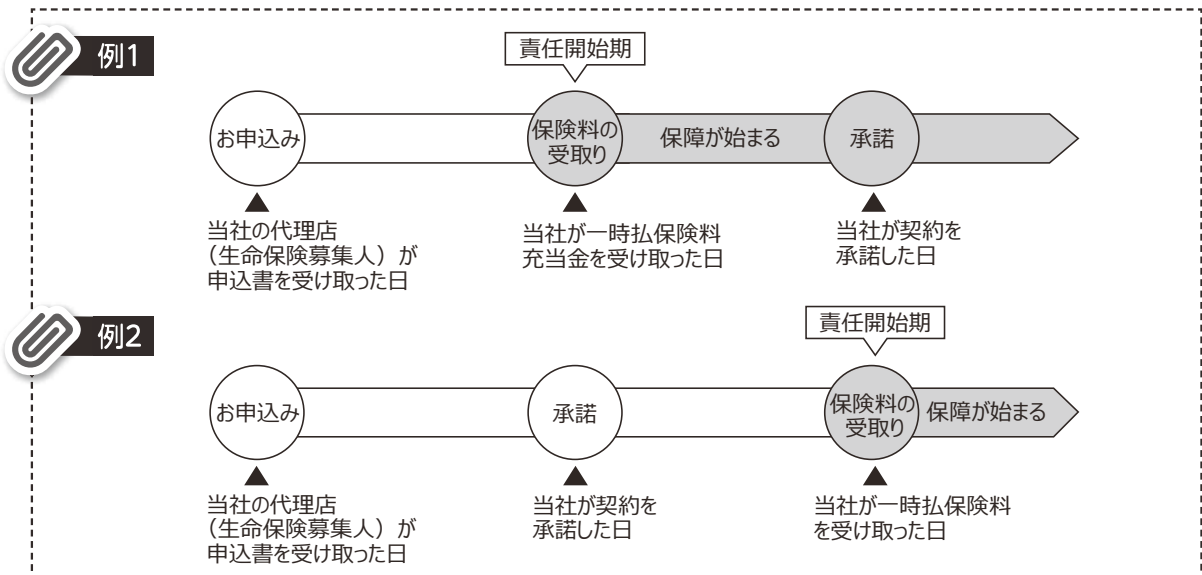 例1
責任開始期
お申込み
保険料の
受取り
保障が始まる
承諾
当社の代理店
（生命保険募集人）が
申込書を受け取った日
当社が一時払保険料
充当金を受け取った日
当社が契約を
承諾した日
例2
責任開始期
お申込み
承諾
保険料の
受取り
保障が始まる
当社の代理店
（生命保険募集人）が
申込書を受け取った日
当社が契約を
承諾した日
当社が一時払保険料
を受け取った日